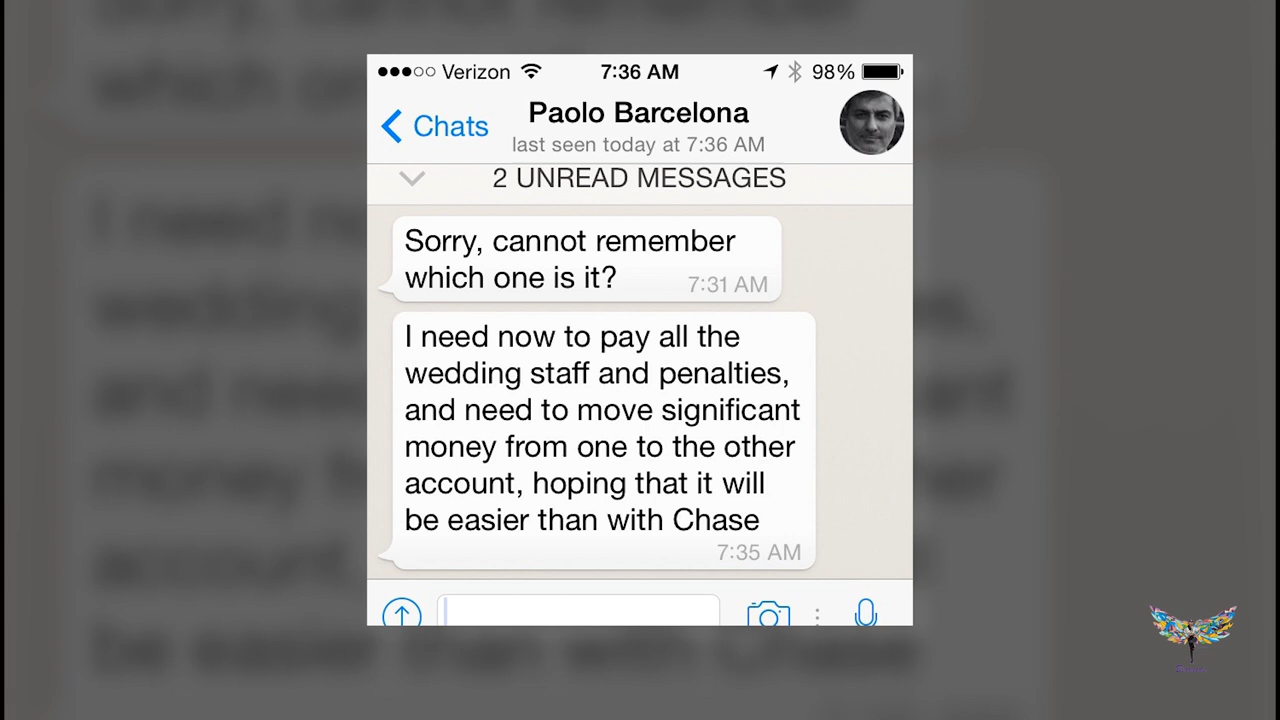 Verizon 7:36 AM 98%
Chats Paolo Barcelona
last seen today at 7:36 AM
2 UNREAD MESSAGES
Sorry, cannot remember
which one is it?
7:31 AM
I need now to pay all the
wedding staff and penalties,
and need to move significant
money from one to the other
account, hoping that it will
be easier than with Chase
7:35 AM